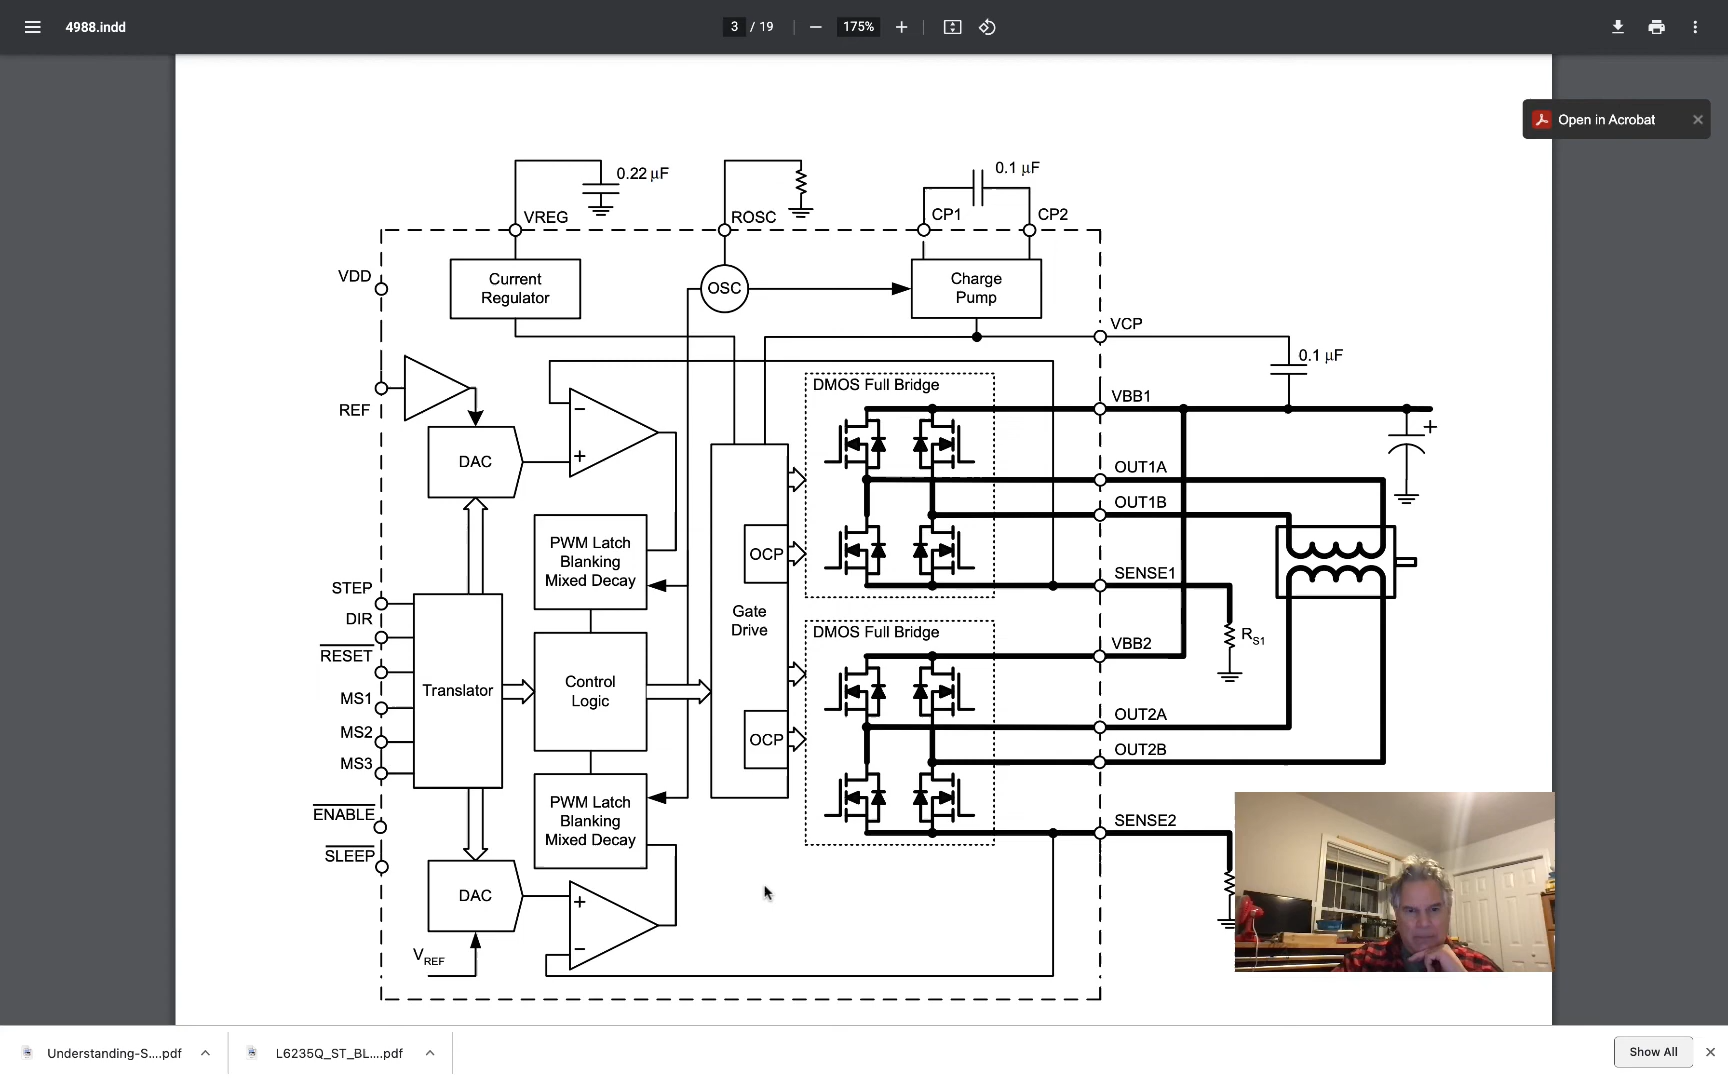 4988.indd
3 / 19
175%
Open in Acrobat
0.22 µF
0.1 µF
VREG
ROSC
CP1
CP2
VDD
Current
Regulator
OSC
Charge
Pump
VCP
0.1 µF
REF
DMOS Full Bridge
VBB1
+
−
+
DAC
OUT1A
OUT1B
PWM Latch
Blanking
Mixed Decay
OCP
SENSE1
STEP
DIR
RESET
MS1
MS2
MS3
Translator
Control
Logic
Gate
Drive
DMOS Full Bridge
RS1
VBB2
OUT2A
OCP
OUT2B
ENABLE
SLEEP
PWM Latch
Blanking
Mixed Decay
SENSE2
DAC
+
−
VREF
Understanding-S....pdf
L6235Q_ST_BL....pdf
Show All